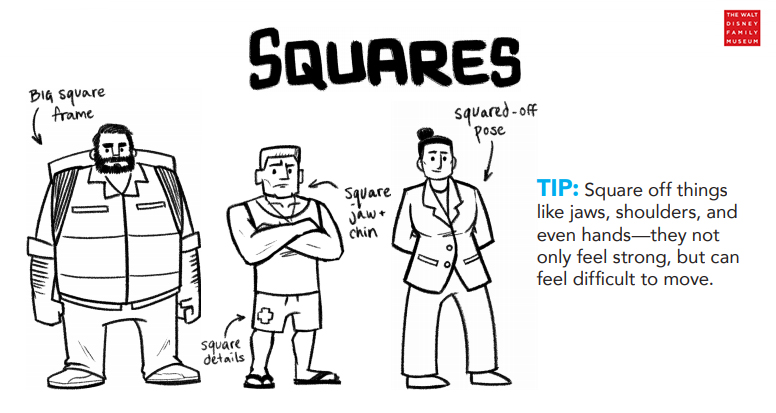 THE WALT
DISNEY
FAMILY
MUSEUM
SQUARES
Big square
frame
squared-off
pose
square
jaw +
chin
square
details
TIP: Square off things
like jaws, shoulders, and
even hands—they not
only feel strong, but can
feel difficult to move.